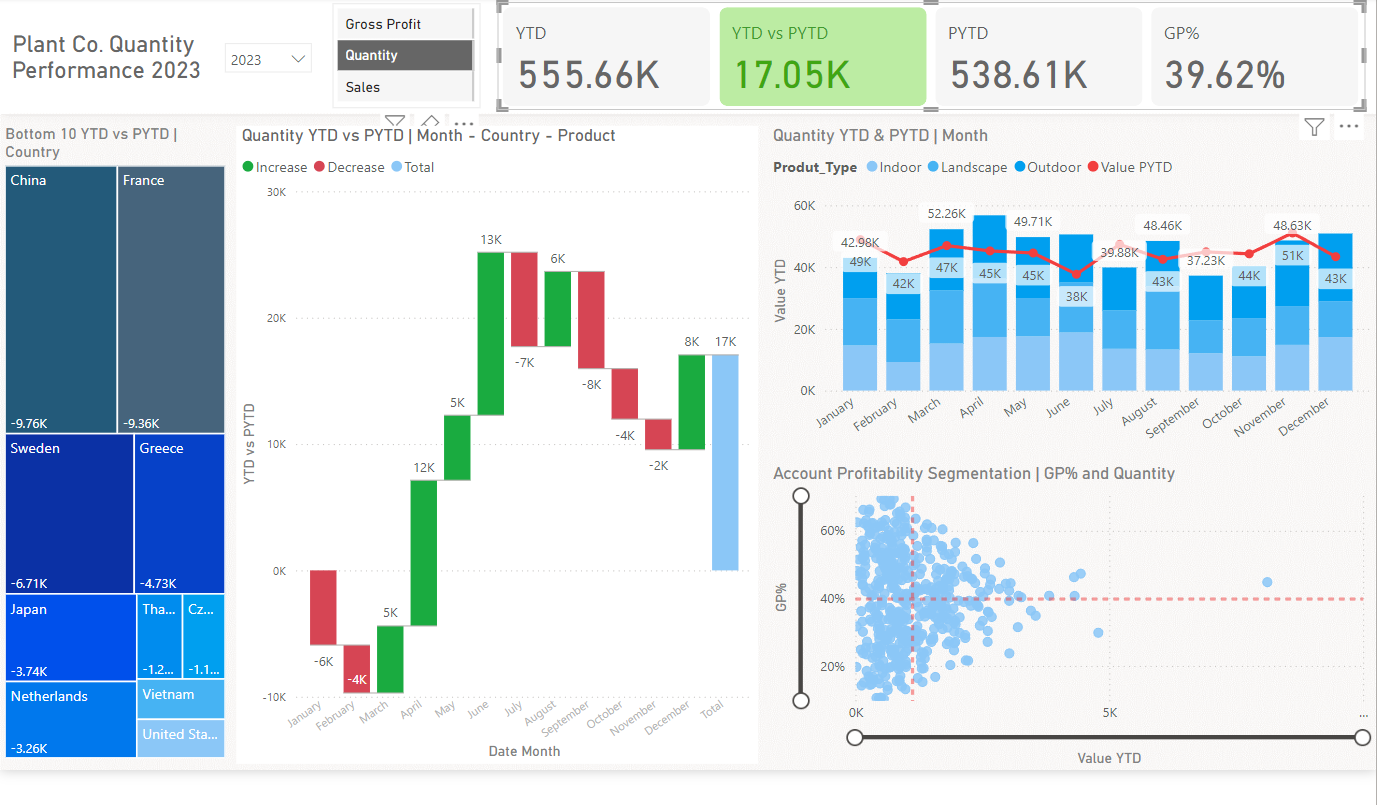 Plant Co. Quantity
Performance 2023
2023
Gross Profit
Quantity
Sales
YTD
555.66K
YTD vs PYTD
17.05K
PYTD
538.61K
GP%
39.62%
Bottom 10 YTD vs PYTD |
Country
China
-9.76K
France
-9.36K
Sweden
-6.71K
Greece
-4.73K
Japan
-3.74K
Tha...
-1.2...
Cz...
-1.1...
Netherlands
-3.26K
Vietnam
United Sta...
Quantity YTD vs PYTD | Month - Country - Product
Increase Decrease Total
30K
20K
10K
0K
-10K
YTD vs PYTD
-6K
-4K
5K
12K
5K
13K
-7K
6K
-8K
-4K
-2K
8K
17K
January
February
March
April
May
June
July
August
September
October
November
December
Total
Date Month
Quantity YTD & PYTD | Month
Produt_Type Indoor Landscape Outdoor Value PYTD
60K
40K
20K
0K
Value YTD
42.98K
52.26K
49.71K
39.88K
48.46K
37.23K
48.63K
49K
42K
47K
45K
45K
38K
43K
44K
51K
43K
January
February
March
April
May
June
July
August
September
October
November
December
Account Profitability Segmentation | GP% and Quantity
60%
40%
20%
GP%
0K
5K
...
Value YTD